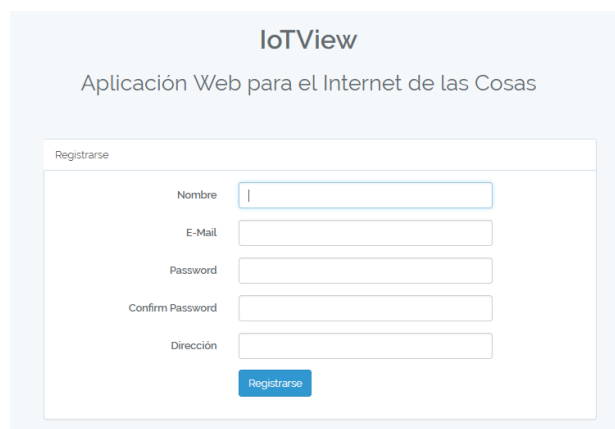 IoTView
Aplicación Web para el Internet de las Cosas
Registrarse
Nombre
E-Mail
Password
Confirm Password
Dirección
Registrarse